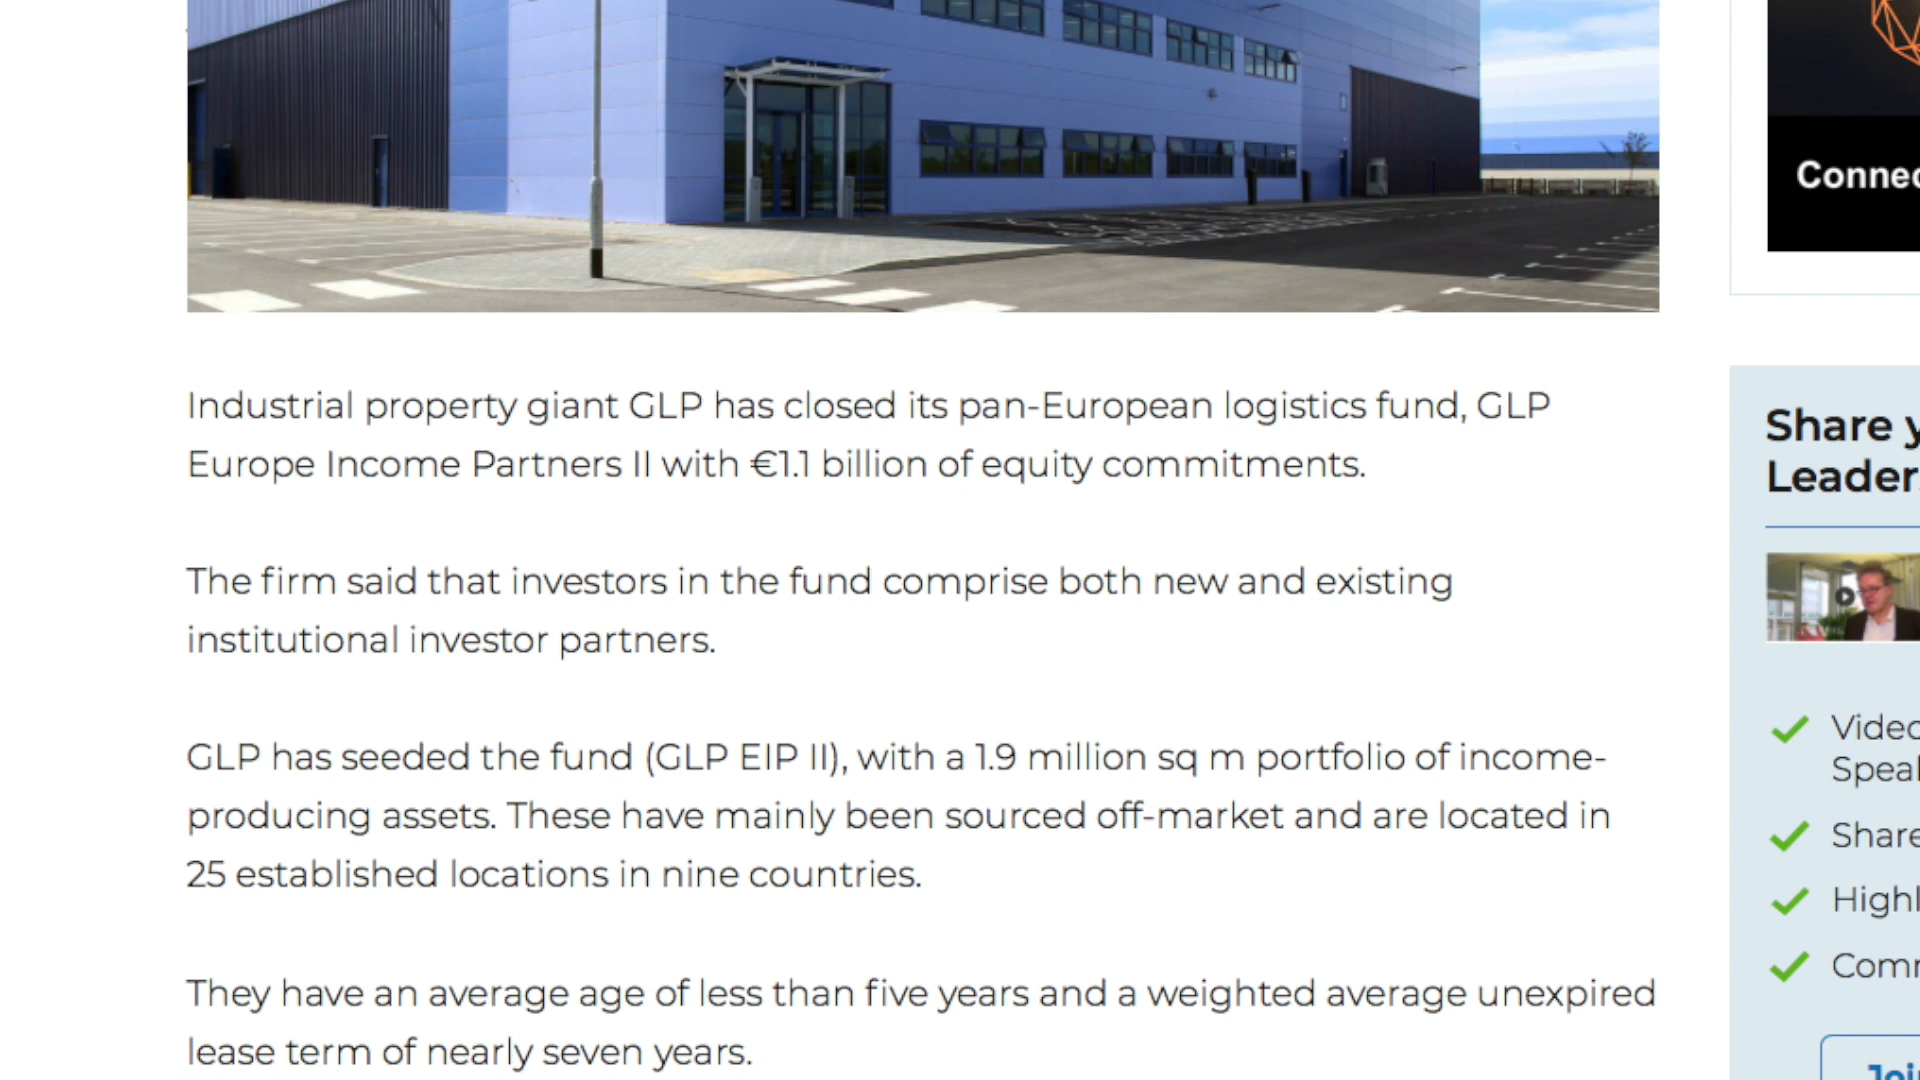 Connec
Industrial property giant GLP has closed its pan-European logistics fund, GLP
Europe Income Partners II with €1.1 billion of equity commitments.
The firm said that investors in the fund comprise both new and existing
institutional investor partners.
GLP has seeded the fund (GLP EIP II), with a 1.9 million sq m portfolio of income-
producing assets. These have mainly been sourced off-market and are located in
25 established locations in nine countries.
They have an average age of less than five years and a weighted average unexpired
lease term of nearly seven years.
Share y
Leader
Video
Speak
Share
Highl
Comm
Join